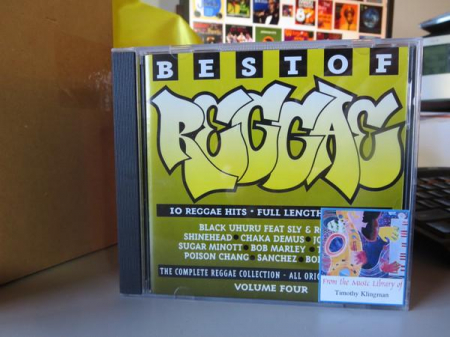 BEST OF
REGGAE
10 REGGAE HITS • FULL LENGTH
BLACK UHURU FEAT SLY & R
SHINEHEAD • CHAKA DEMUS • JO
SUGAR MINOTT • BOB MARLEY • T
POISON CHANG • SANCHEZ • BO
THE COMPLETE REGGAE COLLECTION - ALL ORIG
VOLUME FOUR
From the Music Library of
Timothy Klingman